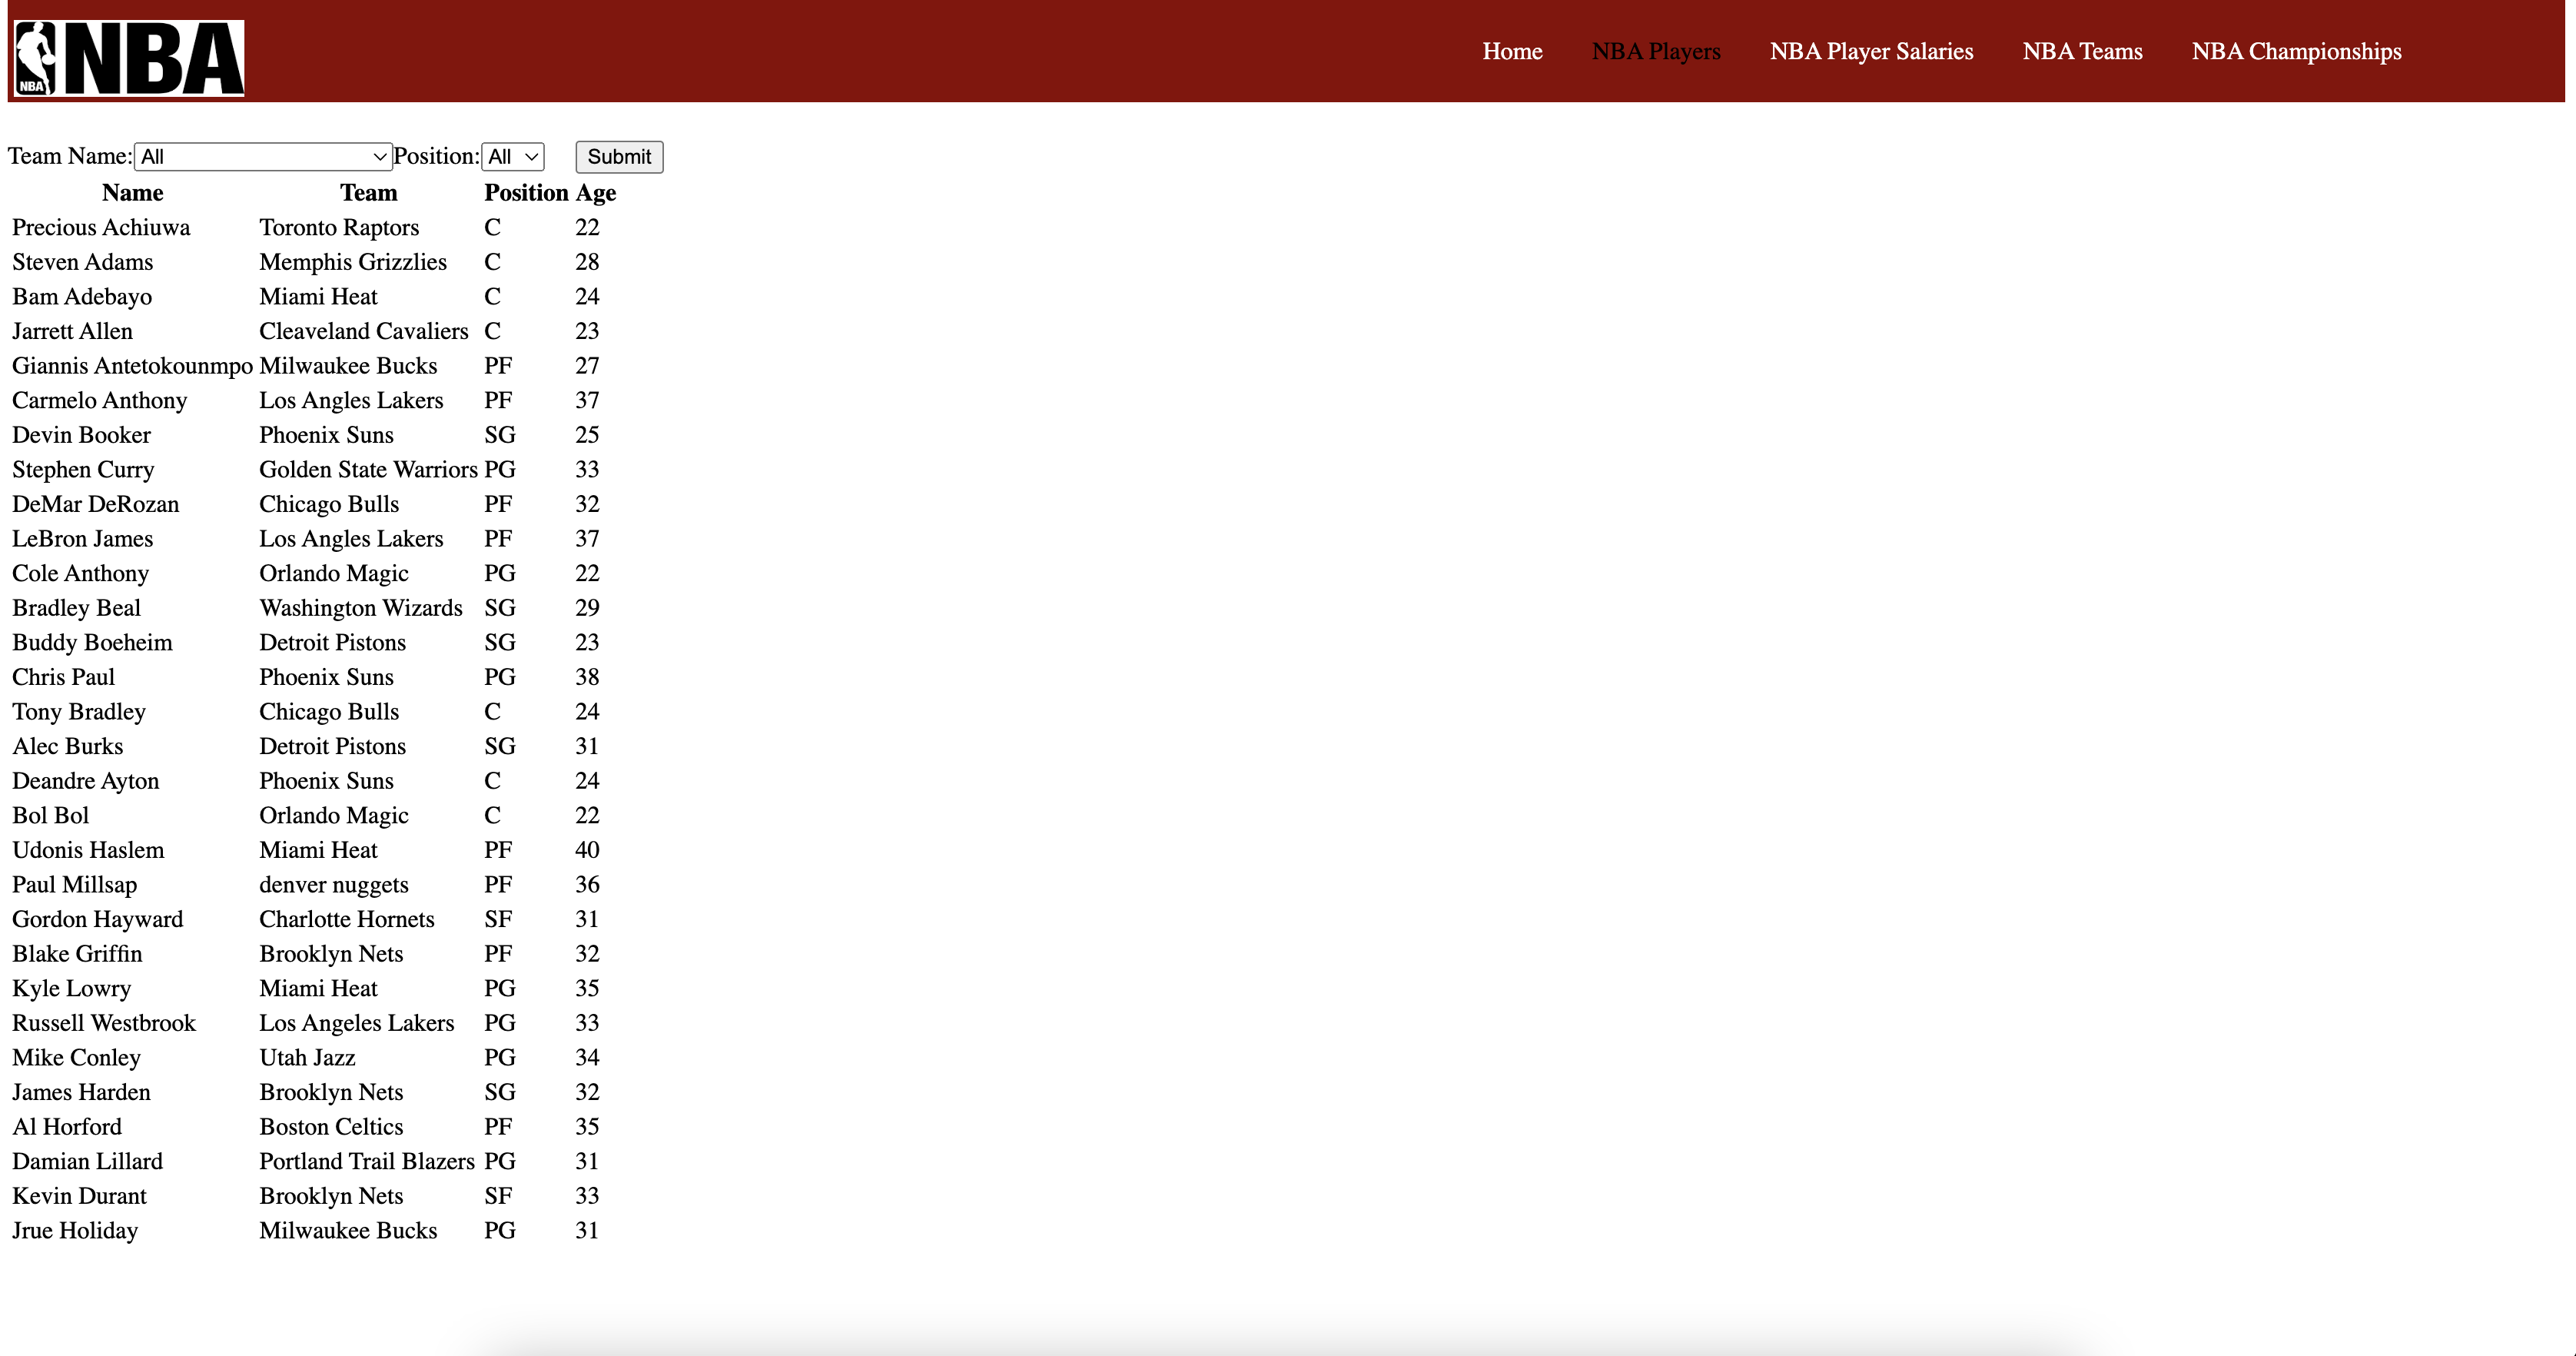 NBA NBA Home NBA Players NBA Player Salaries NBA Teams NBA Championships
Team Name: All Position: All Submit
Name Team Position Age
Precious Achiuwa Toronto Raptors C 22
Steven Adams Memphis Grizzlies C 28
Bam Adebayo Miami Heat C 24
Jarrett Allen Cleaveland Cavaliers C 23
Giannis Antetokounmpo Milwaukee Bucks PF 27
Carmelo Anthony Los Angles Lakers PF 37
Devin Booker Phoenix Suns SG 25
Stephen Curry Golden State Warriors PG 33
DeMar DeRozan Chicago Bulls PF 32
LeBron James Los Angles Lakers PF 37
Cole Anthony Orlando Magic PG 22
Bradley Beal Washington Wizards SG 29
Buddy Boeheim Detroit Pistons SG 23
Chris Paul Phoenix Suns PG 38
Tony Bradley Chicago Bulls C 24
Alec Burks Detroit Pistons SG 31
Deandre Ayton Phoenix Suns C 24
Bol Bol Orlando Magic C 22
Udonis Haslem Miami Heat PF 40
Paul Millsap denver nuggets PF 36
Gordon Hayward Charlotte Hornets SF 31
Blake Griffin Brooklyn Nets PF 32
Kyle Lowry Miami Heat PG 35
Russell Westbrook Los Angeles Lakers PG 33
Mike Conley Utah Jazz PG 34
James Harden Brooklyn Nets SG 32
Al Horford Boston Celtics PF 35
Damian Lillard Portland Trail Blazers PG 31
Kevin Durant Brooklyn Nets SF 33
Jrue Holiday Milwaukee Bucks PG 31